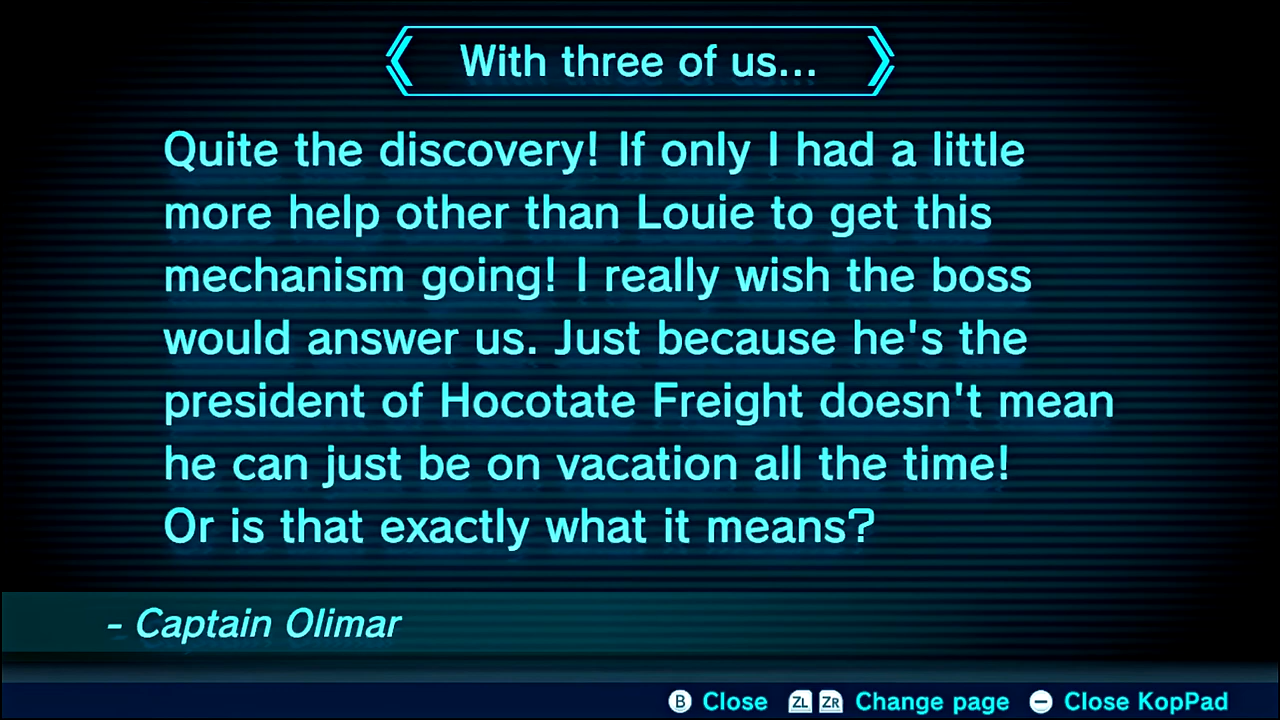 With three of us...
Quite the discovery! If only I had a little
more help other than Louie to get this
mechanism going! I really wish the boss
would answer us. Just because he's the
president of Hocotate Freight doesn't mean
he can just be on vacation all the time!
Or is that exactly what it means?
- Captain Olimar
B Close ZL ZR Change page − Close KopPad